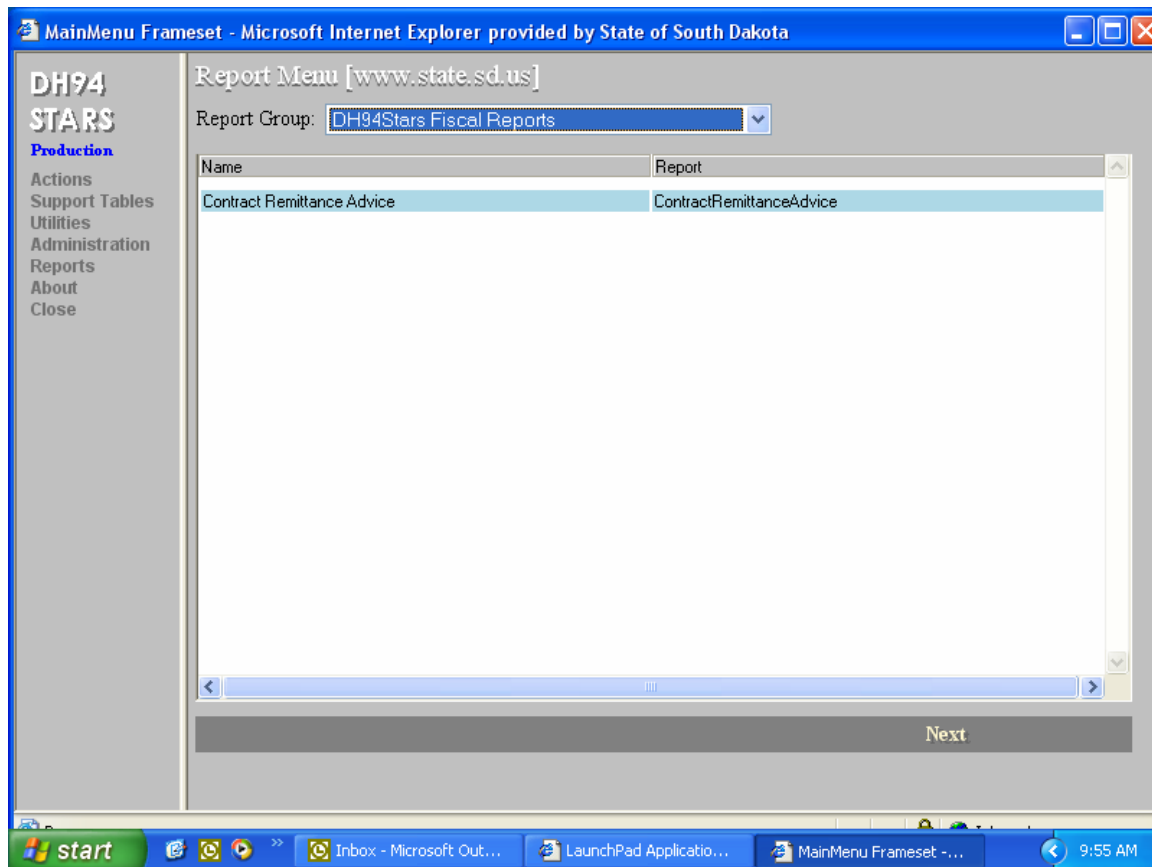 MainMenu Frameset - Microsoft Internet Explorer provided by State of South Dakota
DH94
STARS
Production
Actions
Support Tables
Utilities
Administration
Reports
About
Close
Report Menu [www.state.sd.us]
Report Group: DH94Stars Fiscal Reports
Name Report
Contract Remittance Advice ContractRemittanceAdvice
Next
start » Inbox - Microsoft Out... LaunchPad Applicatio... MainMenu Frameset -... 9:55 AM